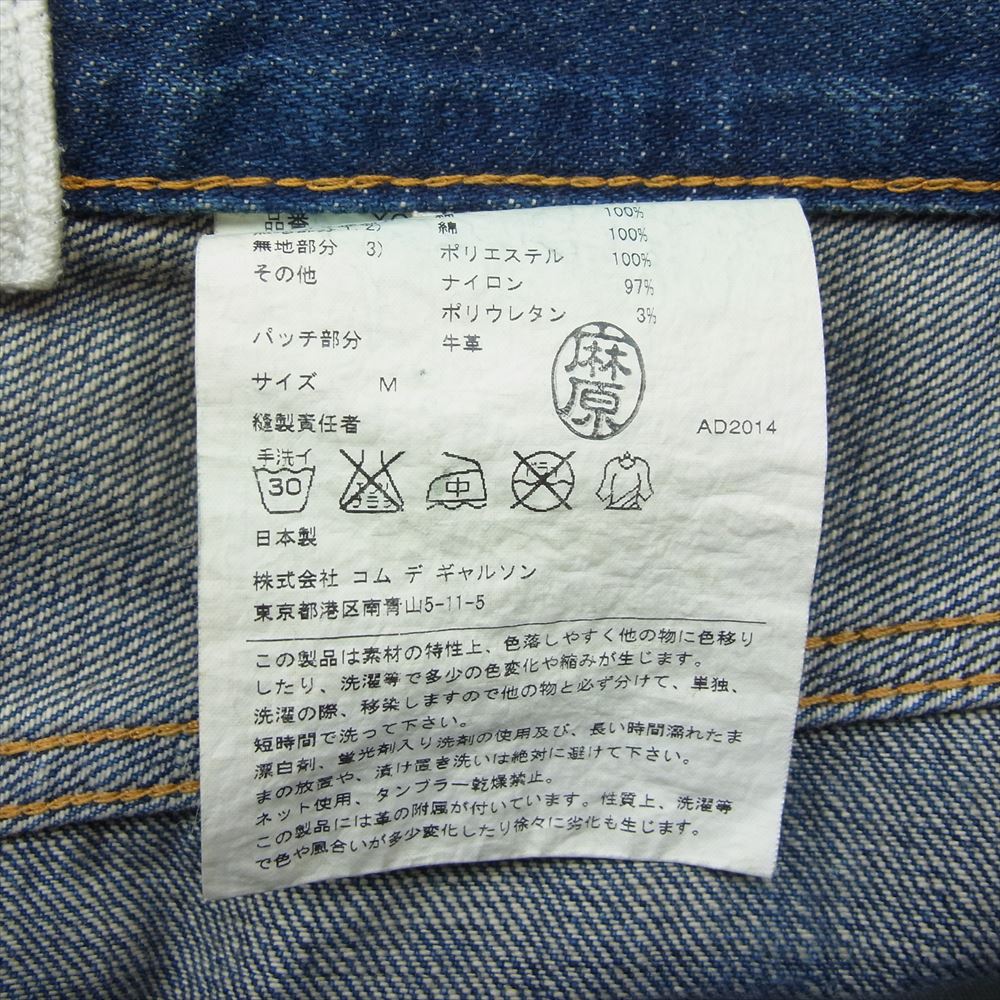 綿 100%
綿 100%
無地部分 3) ポリエステル 100%
その他 ナイロン 97%
ポリウレタン 3%
パッチ部分 牛革
サイズ M
縫製責任者 麻原 AD2014
手洗イ
30 中
日本製
株式会社 コム デ ギャルソン
東京都港区南青山5-11-5
この製品は素材の特性上、色落しやすく他の物に色移り
したり、洗濯等で多少の色変化や縮みが生じます。
洗濯の際、移染しますので他の物と必ず分けて、単独、
短時間で洗って下さい。
漂白剤、蛍光剤入り洗剤の使用及び、長い時間濡れたま
まの放置や、漬け置き洗いは絶対に避けて下さい。
ネット使用、タンブラー乾燥禁止。
この製品には革の附属が付いています。性質上、洗濯等
で色や風合いが多少変化したり徐々に劣化も生じます。